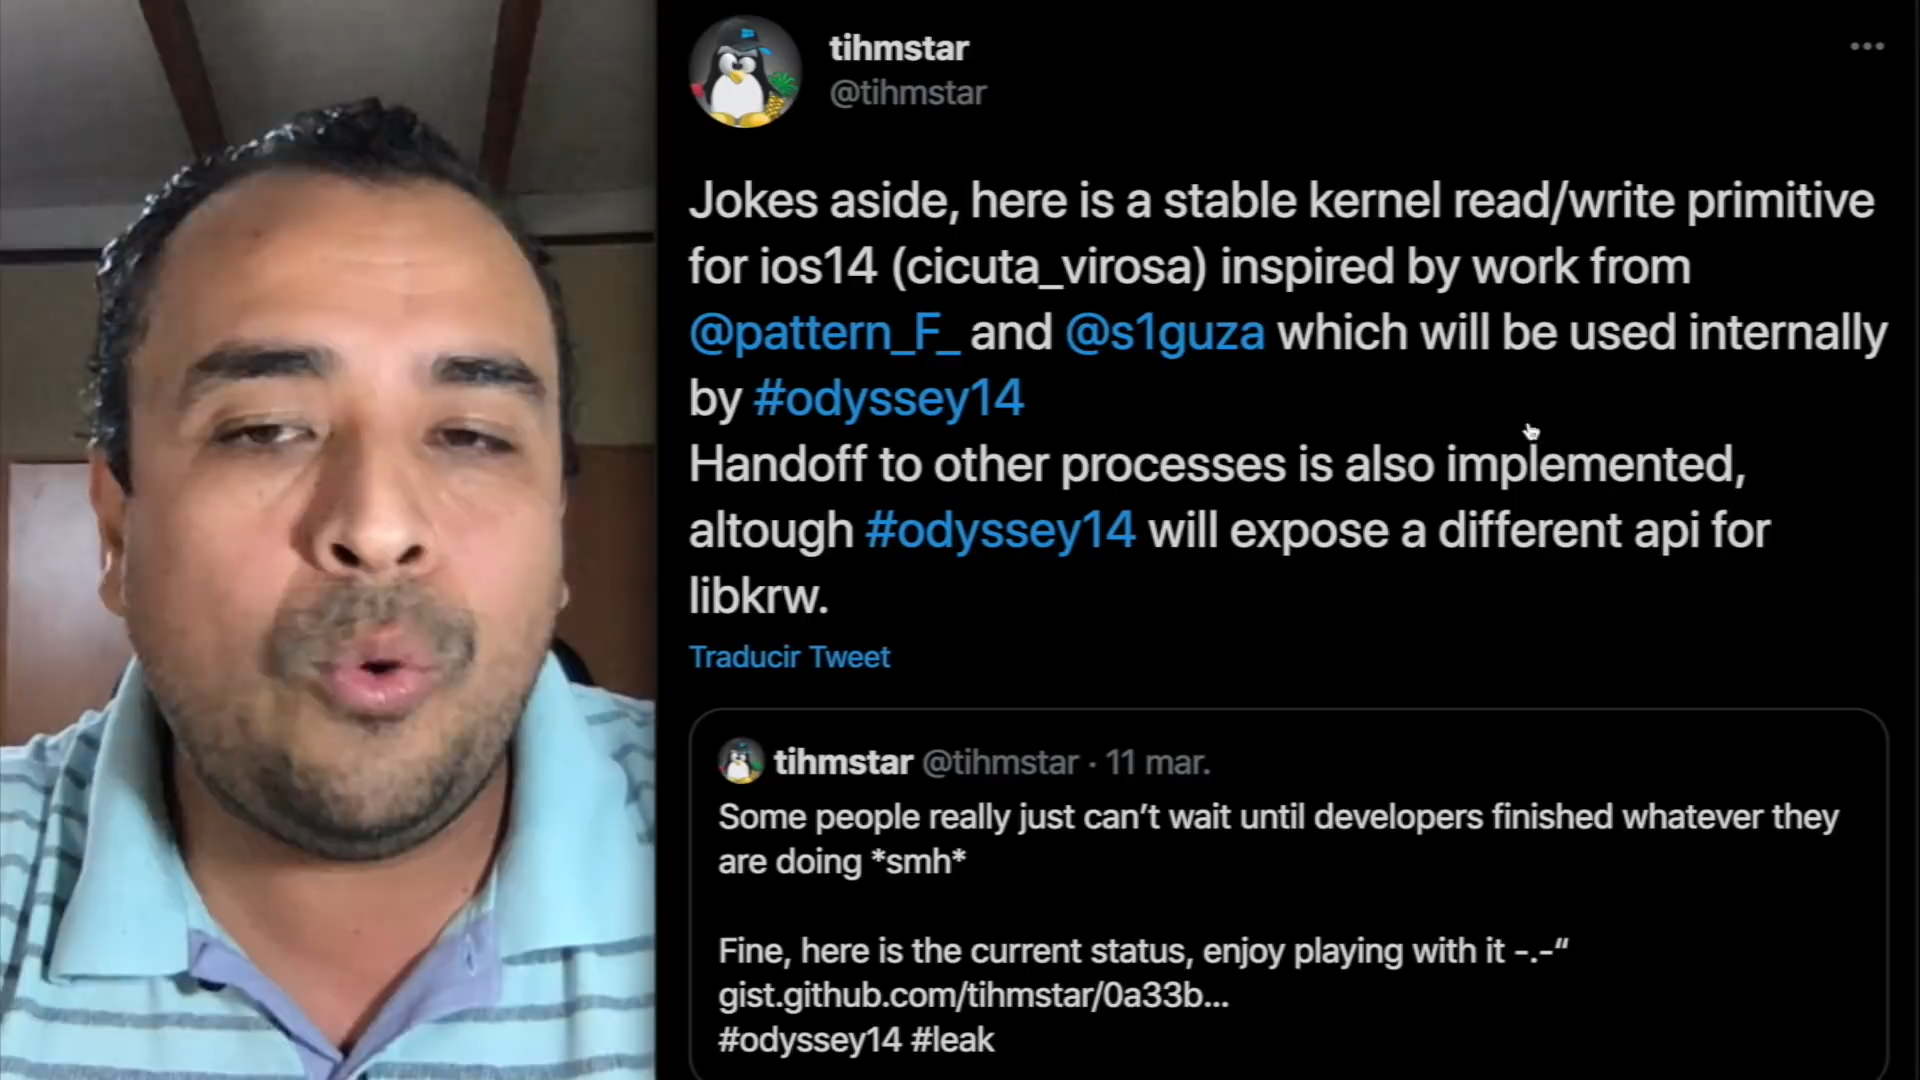 tihmstar
@tihmstar
Jokes aside, here is a stable kernel read/write primitive
for ios14 (cicuta_virosa) inspired by work from
@pattern_F_ and @s1guza which will be used internally
by #odyssey14
Handoff to other processes is also implemented,
altough #odyssey14 will expose a different api for
libkrw.
Traducir Tweet
tihmstar @tihmstar · 11 mar.
Some people really just can't wait until developers finished whatever they
are doing *smh*
Fine, here is the current status, enjoy playing with it -.-“
gist.github.com/tihmstar/0a33b...
#odyssey14 #leak